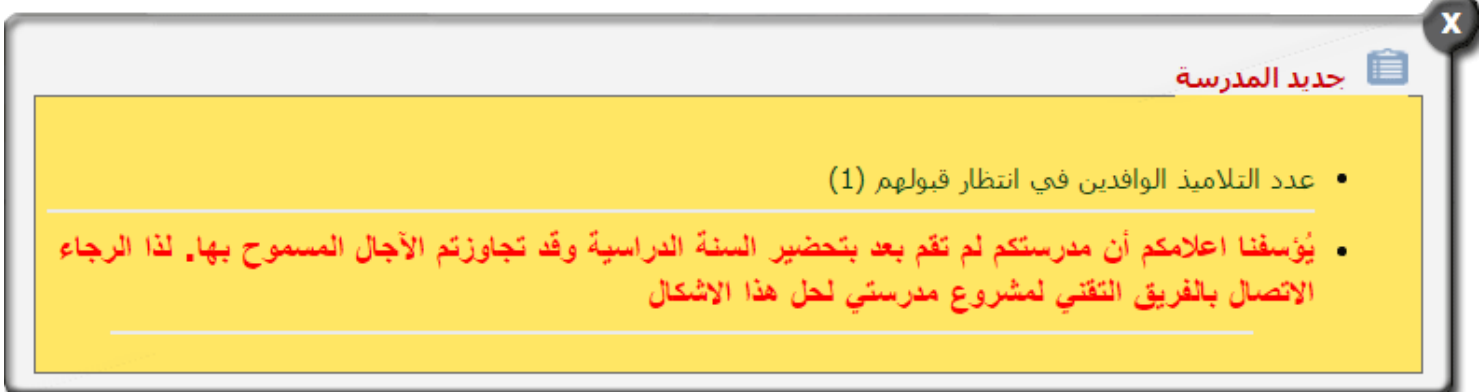 X
جديد المدرسة
عدد التلاميذ الوافدين في انتظار قبولهم (1)
يُؤسفنا اعلامكم أن مدرستكم لم تقم بعد بتحضير السنة الدراسية وقد تجاوزتم الآجال المسموح بها. لذا الرجاء
الاتصال بالفريق التقني لمشروع مدرستي لحل هذا الاشكال